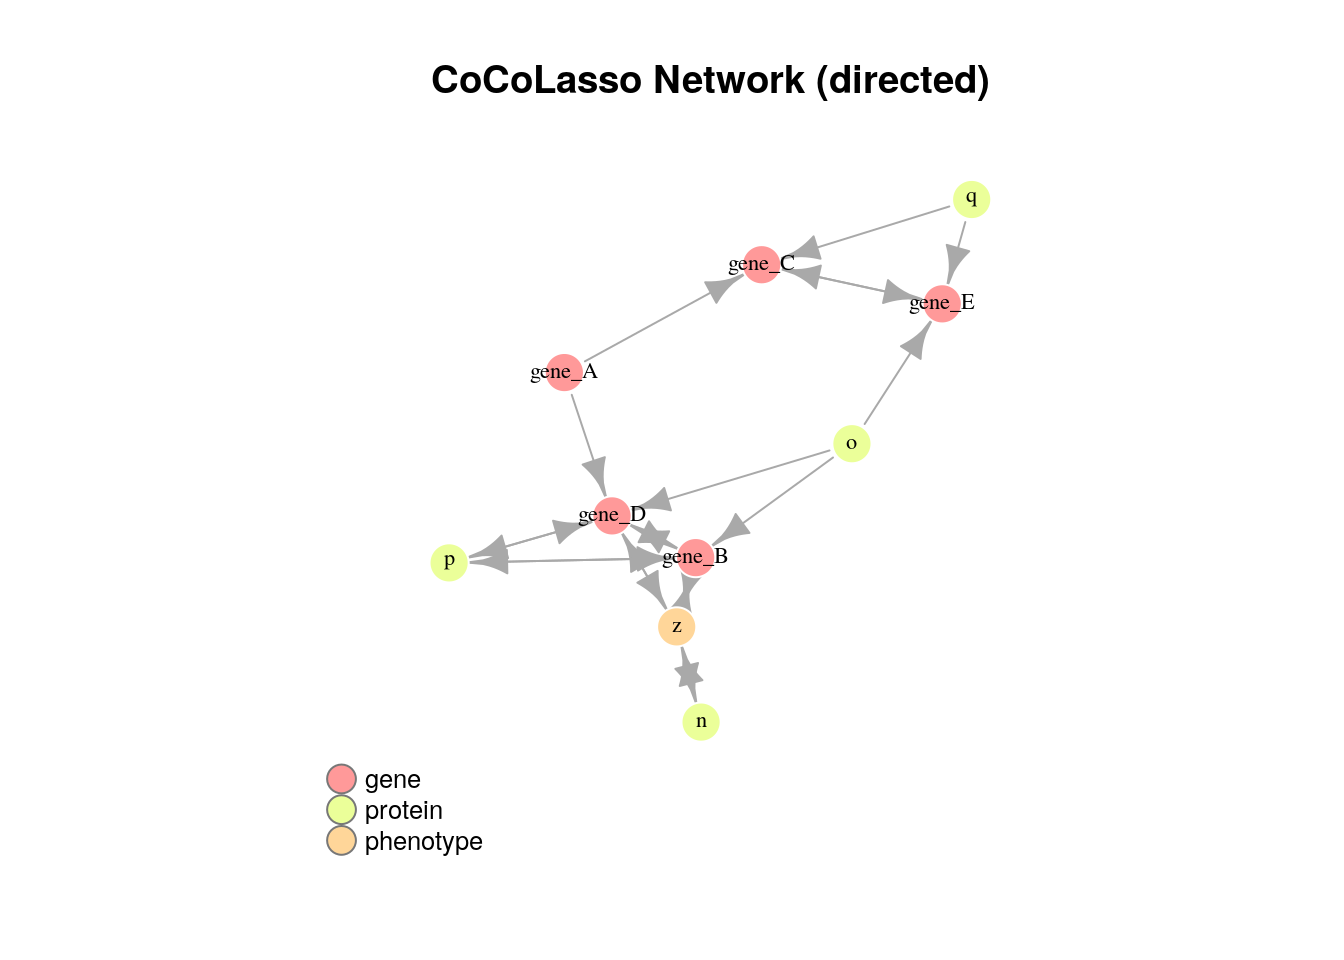 CoCoLasso Network (directed)
q
gene_C
gene_E
gene_A
o
gene_D
gene_B
p
z
n
gene
protein
phenotype